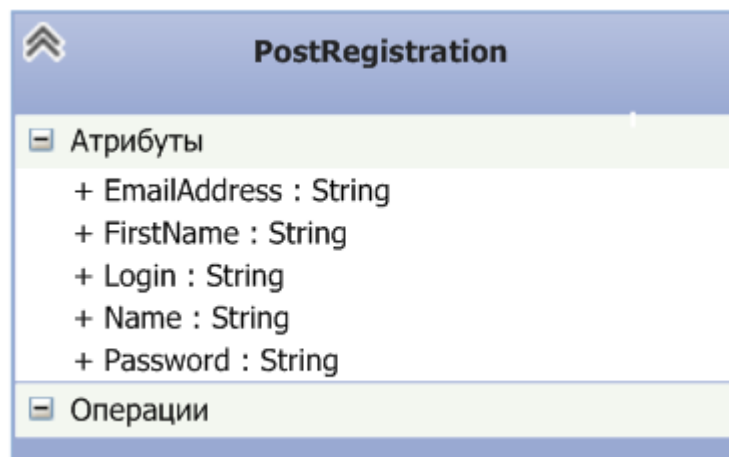 PostRegistration
Атрибуты
+ EmailAddress : String
+ FirstName : String
+ Login : String
+ Name : String
+ Password : String
Операции